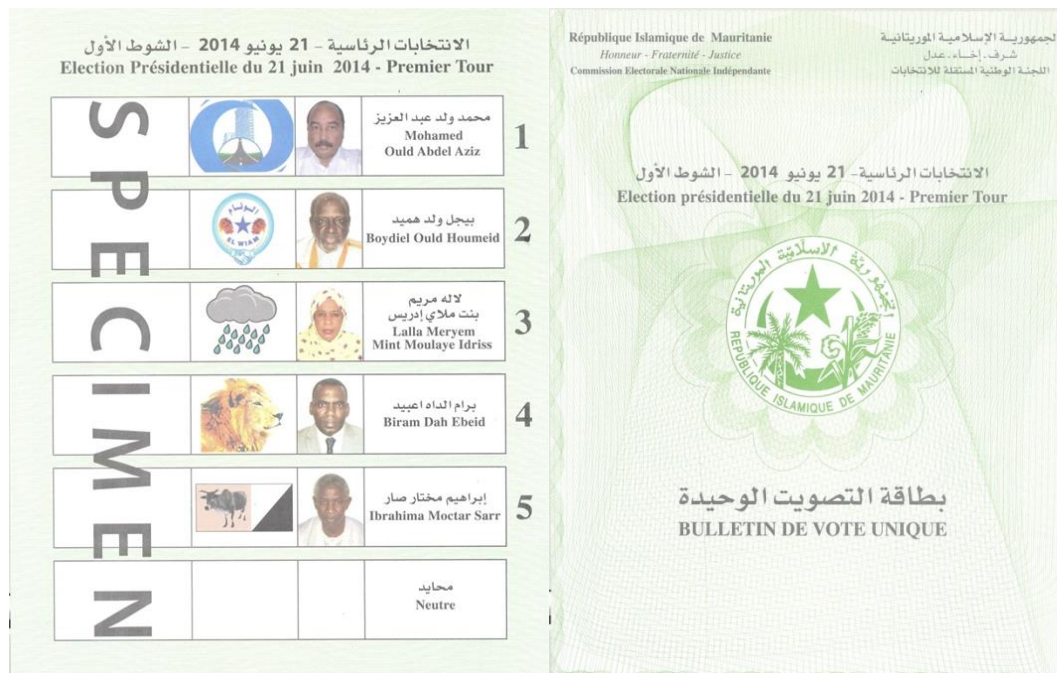 الانتخابات الرئاسية - 21 يونيو 2014 - الشوط الأول
Election Présidentielle du 21 juin 2014 - Premier Tour
SPECIMEN
محمد ولد عبد العزيز
Mohamed
Ould Abdel Aziz
1
الوئام
EL WIAM
بيجل ولد هميد
Boydiel Ould Houmeid
2
لاله مريم
بنت ملاي إدريس
Lalla Meryem
Mint Moulaye Idriss
3
برام الداه اعبيد
Biram Dah Ebeid
4
إبراهيم مختار صار
Ibrahima Moctar Sarr
5
محايد
Neutre
République Islamique de Mauritanie
Honneur - Fraternité - Justice
Commission Electorale Nationale Indépendante
الجمهورية الإسلامية الموريتانية
شرف - إخاء - عدل
اللجنة الوطنية المستقلة للانتخابات
الانتخابات الرئاسية - 21 يونيو 2014 - الشوط الأول
Election présidentielle du 21 juin 2014 - Premier Tour
الجمهورية الإسلامية الموريتانية
REPUBLIQUE ISLAMIQUE DE MAURITANIE
بطاقة التصويت الوحيدة
BULLETIN DE VOTE UNIQUE